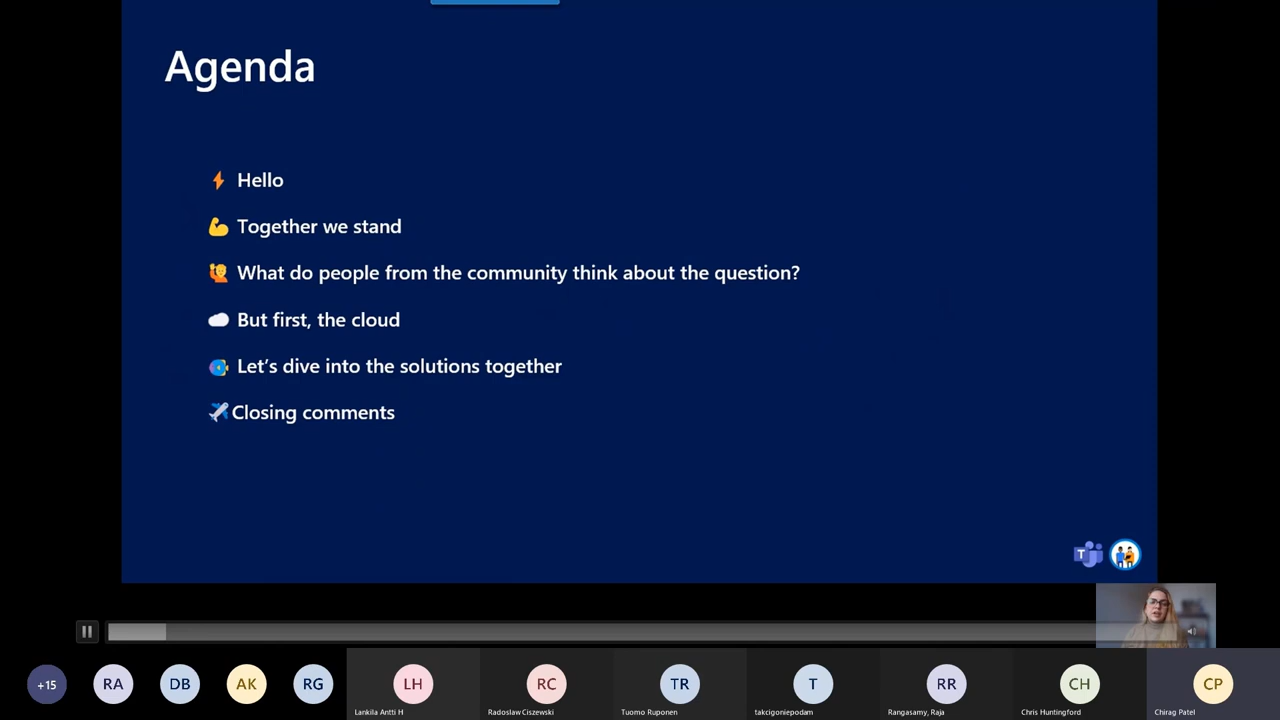 Agenda
Hello
Together we stand
What do people from the community think about the question?
But first, the cloud
Let's dive into the solutions together
Closing comments
T
+15
RA
DB
AK
RG
LH
RC
TR
T
RR
CH
CP
Lankila Antti H
Radoslaw Ciszewski
Tuomo Ruponen
takcigoniepodam
Rangasamy, Raja
Chris Huntingford
Chirag Patel